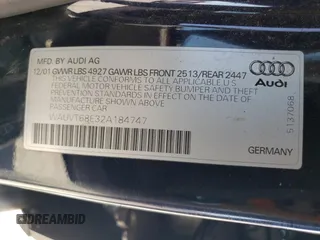 MFD. BY AUDI AG
12/01 GVWR LBS 4927 GAWR LBS FRONT 2513/REAR 2447
THIS VEHICLE CONFORMS TO ALL APPLICABLE U.S.
FEDERAL MOTOR VEHICLE SAFETY BUMPER AND THEFT
PREVENTION STANDARDS IN EFFECT ON THE DATE OF
MANUFACTURE SHOWN ABOVE.
PASSENGER CAR
WAUVT68E32A184747
Audi
5137068
GERMANY
DREAMBID